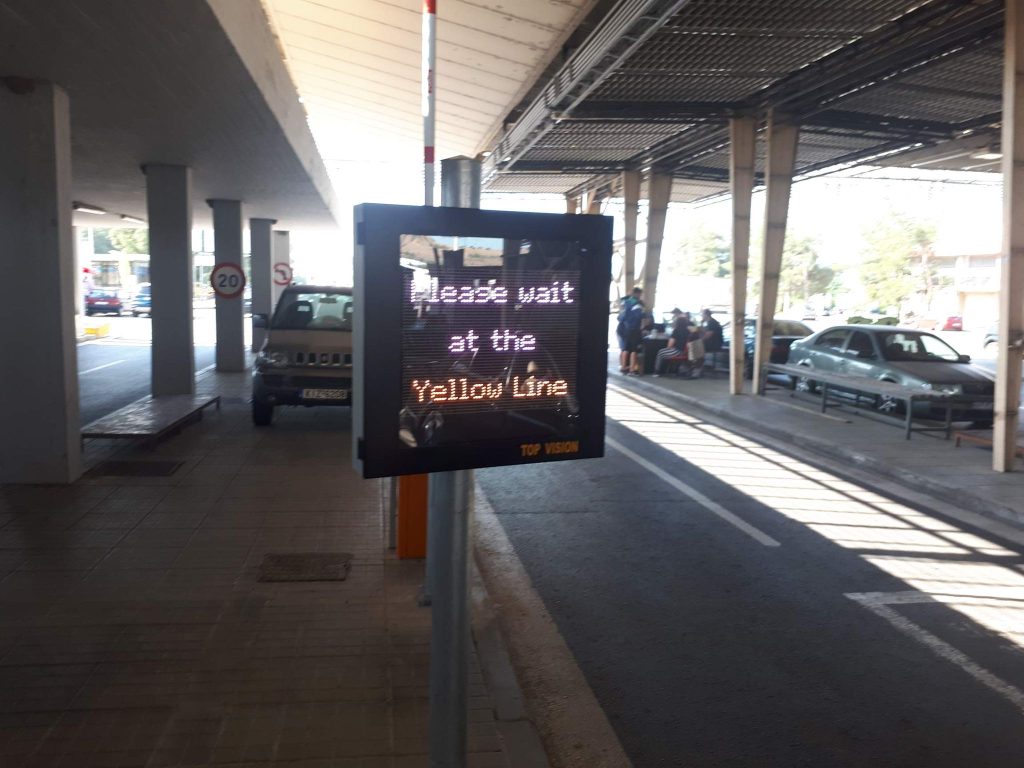 Please wait
at the
Yellow Line
TOP VISION
20